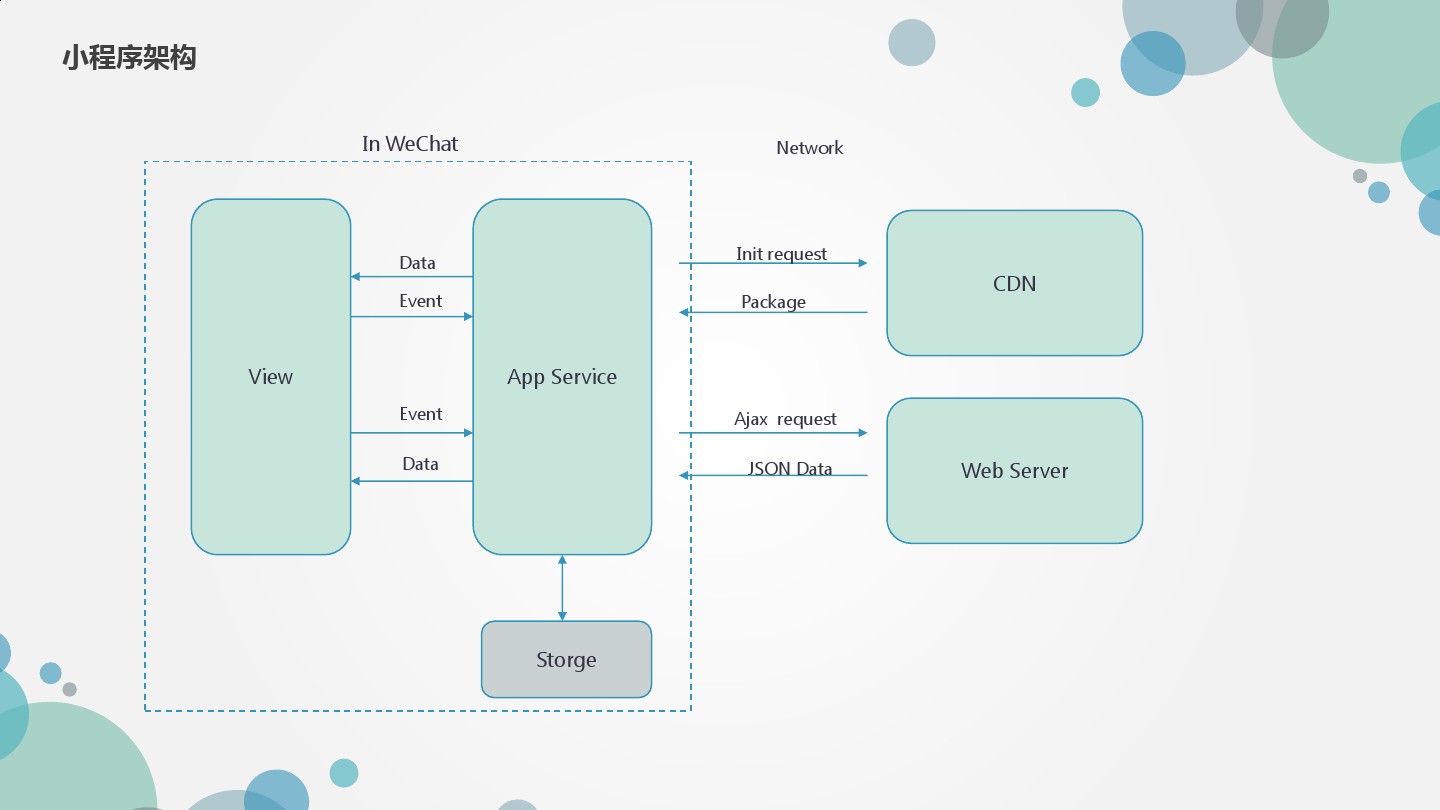 小程序架构
In WeChat
Network
Data
Event
View
App Service
Event
Data
Storge
Init request
Package
CDN
Ajax  request
JSON Data
Web Server